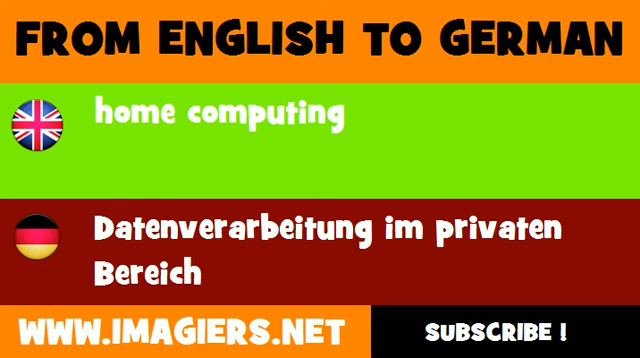 FROM ENGLISH TO GERMAN
home computing
Datenverarbeitung im privaten
Bereich
WWW.IMAGIERS.NET
SUBSCRIBE !